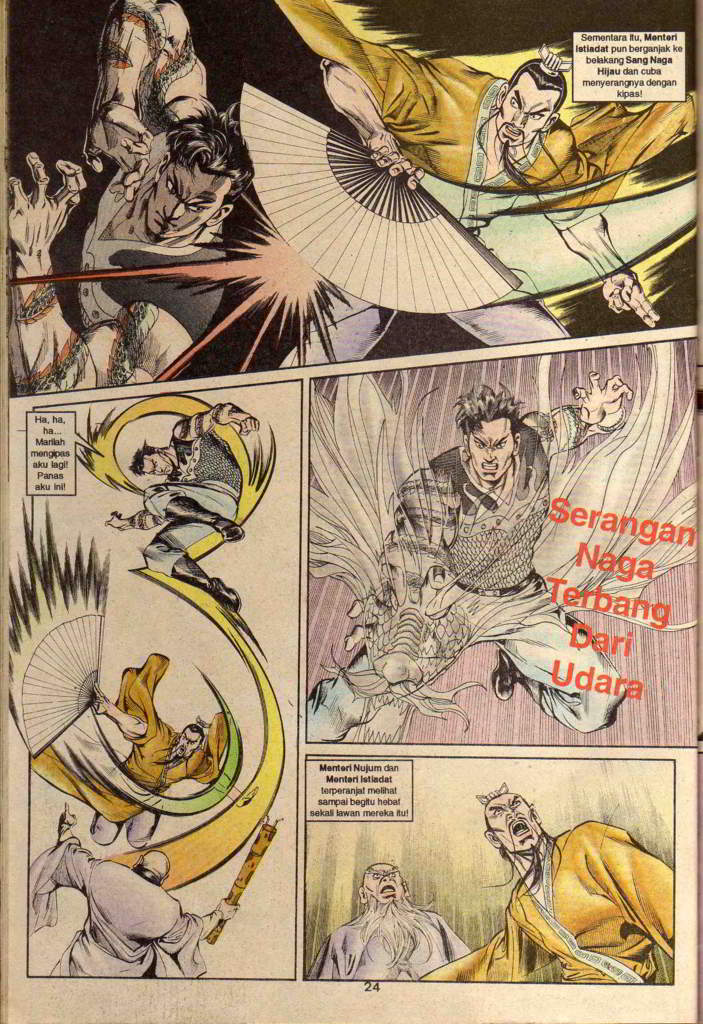 Sementara itu, Menteri
Istiadat pun berganjak ke
belakang Sang Naga
Hijau dan cuba
menyerangnya dengan
kipas!
Ha, ha,
ha...
Marilah
mengipas
aku lagi!
Panas
aku ini!
Serangan
Naga
Terbang
Dari
Udara
Menteri Nujum dan
Menteri Istiadat
terperanjat melihat
sampai begitu hebat
sekali lawan mereka itu!
24